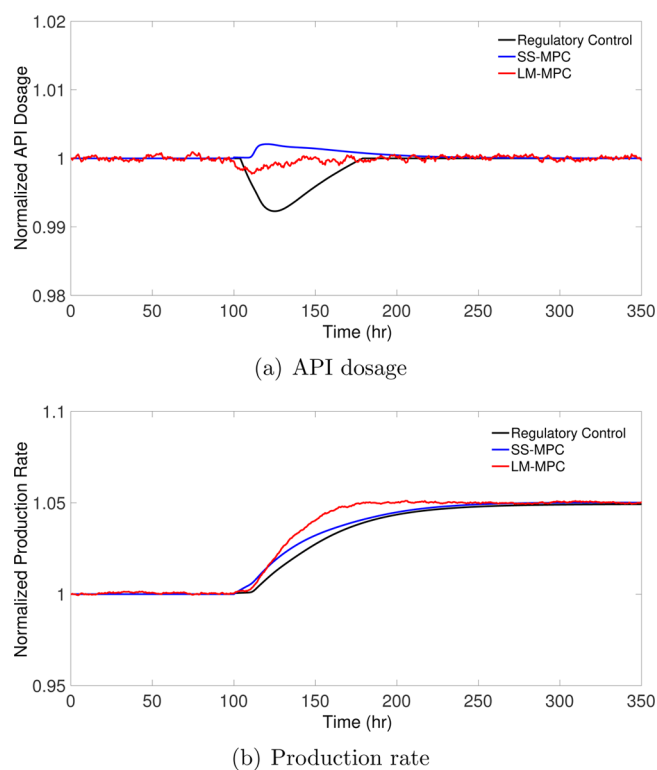 1.02
Regulatory Control
SS-MPC
LM-MPC
1.01
1
0.99
0.98
Normalized API Dosage
0 50 100 150 200 250 300 350
Time (hr)
(a) API dosage
1.1
Regulatory Control
SS-MPC
LM-MPC
1.05
1
0.95
Normalized Production Rate
0 50 100 150 200 250 300 350
Time (hr)
(b) Production rate